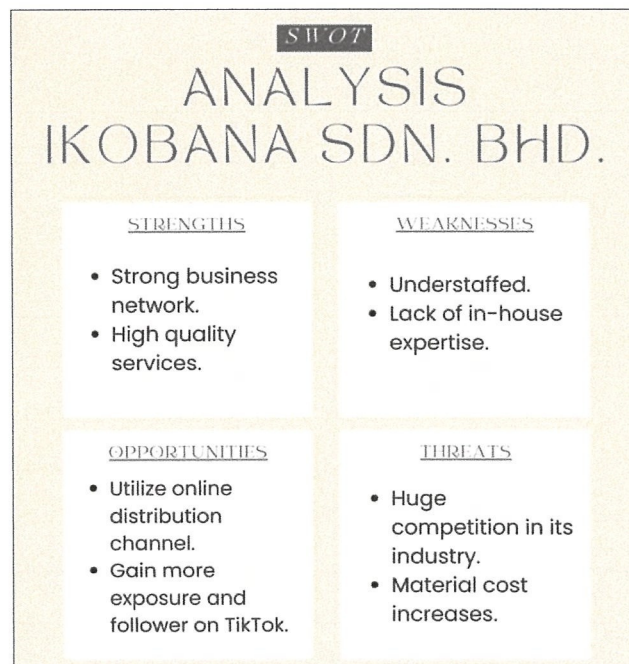 SWOT
ANALYSIS
IKOBANA SDN. BHD.
STRENGTHS
• Strong business
network.
• High quality
services.
WEAKNESSES
• Understaffed.
• Lack of in-house
expertise.
OPPORTUNITIES
• Utilize online
distribution
channel.
• Gain more
exposure and
follower on TikTok.
THREATS
• Huge
competition in its
industry.
• Material cost
increases.